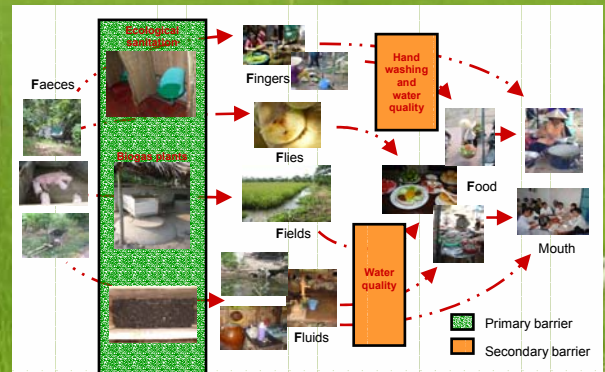 Ecological
sanitation
Faeces
Fingers
Hand
washing
and
water
quality
Flies
Biogas plants
Food
Fields
Mouth
Water
quality
Fluids
Primary barrier
Secondary barrier